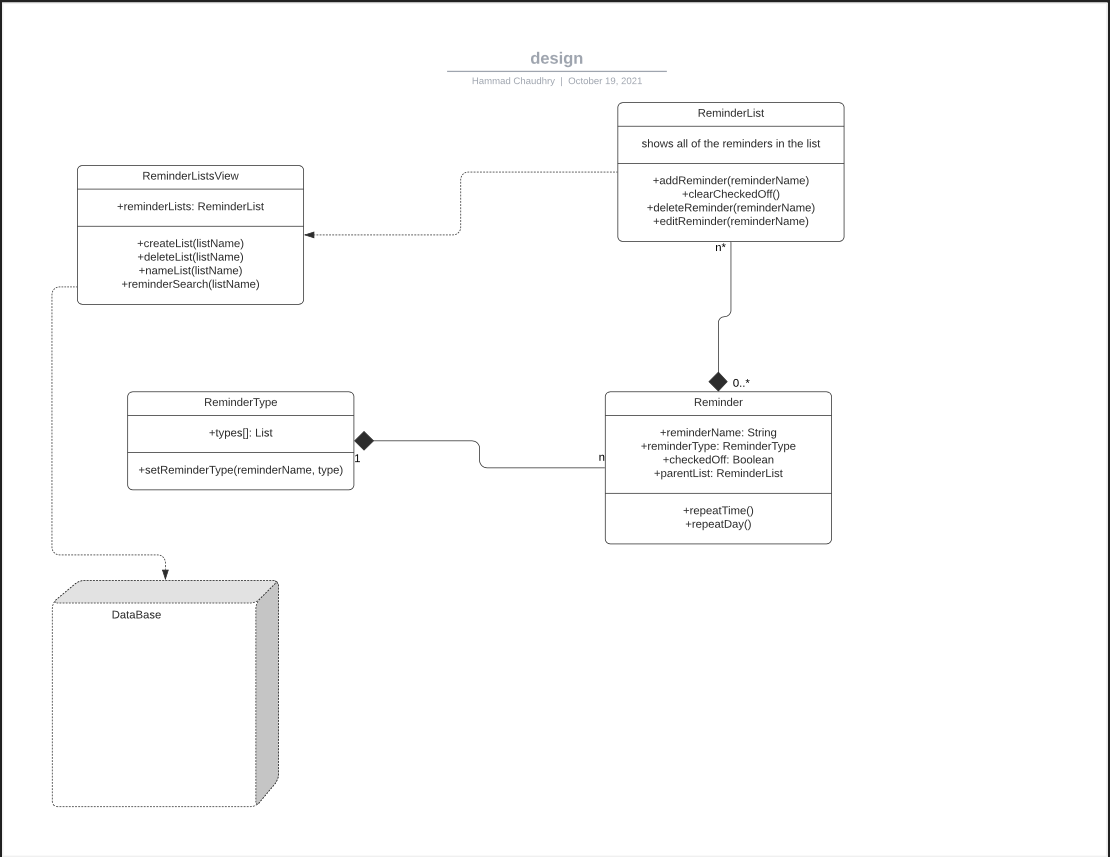 design
Hammad Chaudhry | October 19, 2021
ReminderList
shows all of the reminders in the list
+addReminder(reminderName)
+clearCheckedOff()
+deleteReminder(reminderName)
+editReminder(reminderName)
n*
ReminderListsView
+reminderLists: ReminderList
+createList(listName)
+deleteList(listName)
+nameList(listName)
+reminderSearch(listName)
0..*
ReminderType
+types[]: List
+setReminderType(reminderName, type)
1
n
Reminder
+reminderName: String
+reminderType: ReminderType
+checkedOff: Boolean
+parentList: ReminderList
+repeatTime()
+repeatDay()
DataBase